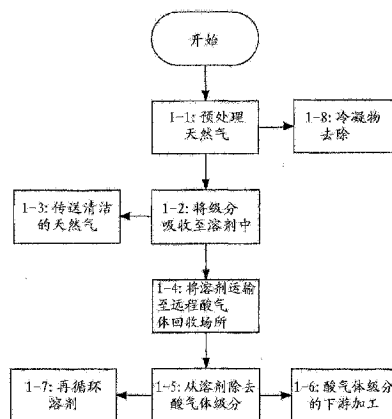 开始
1-1: 预处理
天然气
1-8: 冷凝物
去除
1-3: 传送清洁
的天然气
1-2: 将级分
吸收至溶剂中
1-4: 将溶剂运输
至远程酸气
体回收场所
1-7: 再循环
溶剂
1-5: 从溶剂除去
酸气体级分
1-6: 酸气体级分
的下游加工